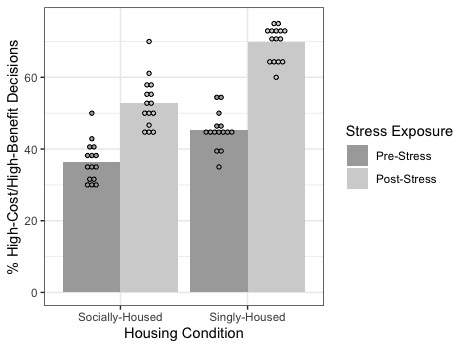 % High-Cost/High-Benefit Decisions
60
40
20
0
Socially-Housed
Singly-Housed
Housing Condition
Stress Exposure
Pre-Stress
Post-Stress